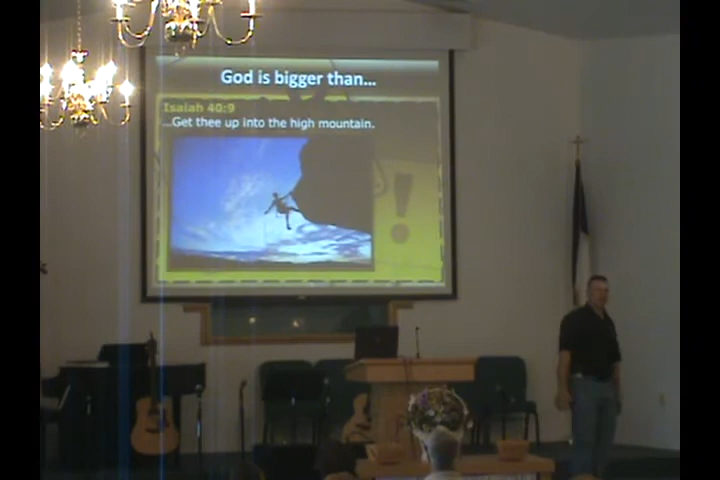 God is bigger than...
Isaiah 40:9
...Get thee up into the high mountain.
!